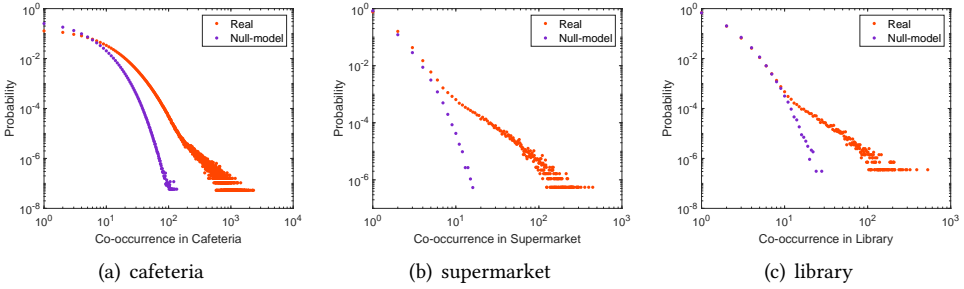 10^0
10^-2
10^-4
10^-6
10^-8
Probability
10^0 10^1 10^2 10^3 10^4
Co-occurrence in Cafeteria
Real
Null-model
(a) cafeteria
10^0
10^-2
10^-4
10^-6
Probability
10^0 10^1 10^2 10^3
Co-occurrence in Supermarket
Real
Null-model
(b) supermarket
10^0
10^-2
10^-4
10^-6
10^-8
Probability
10^0 10^1 10^2 10^3
Co-occurrence in Library
Real
Null-model
(c) library